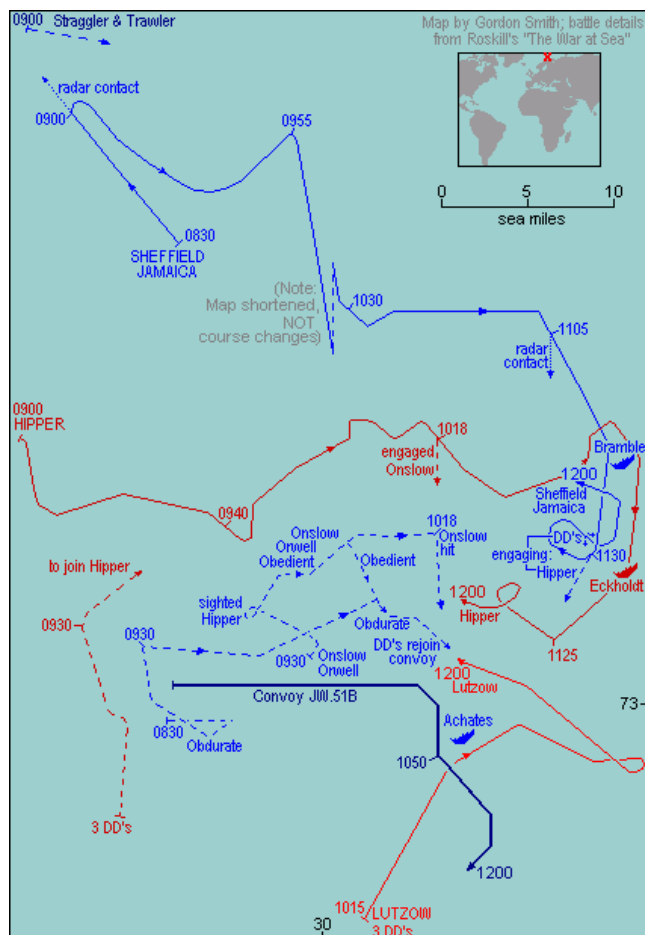 0900
Straggler & Trawler
Map by Gordon Smith; battle details
from Roskill's "The War at Sea"
x
radar contact
0900
0955
0 5 10
sea miles
0830
SHEFFIELD
JAMAICA
(Note:
Map shortened,
NOT
course changes)
1030
1105
radar
contact
0900
HIPPER
1018
engaged
Onslow
Bramble
1200
Sheffield
Jamaica
0940
Onslow
Orwell
Obedient
1018
Onslow
hit
DD's
engaging:
1130
Hipper
to join Hipper
Obedient
Eckholdt
1200
Hipper
sighted
Hipper
0930
0930
Obdurate
DD's rejoin
convoy
0930
Onslow
Orwell
1125
1200
Lutzow
Convoy JW.51B
73
0830
Obdurate
Achates
1050
3 DD's
1200
1015
LUTZOW
3 DD's
30